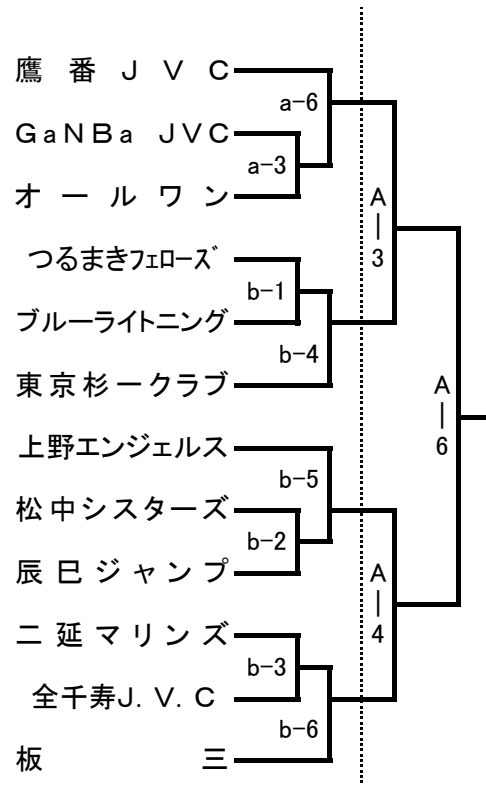 鷹番ＪＶＣ
a-6
ＧａＮＢａ ＪＶＣ
a-3
オールワン
A
|
3
つるまきフェローズ
b-1
ブルーライトニング
b-4
東京杉一クラブ
A
|
6
上野エンジェルス
b-5
松中シスターズ
b-2
辰巳ジャンプ
A
|
4
二延マリンズ
b-3
全千寿Ｊ．Ｖ．Ｃ
b-6
板三